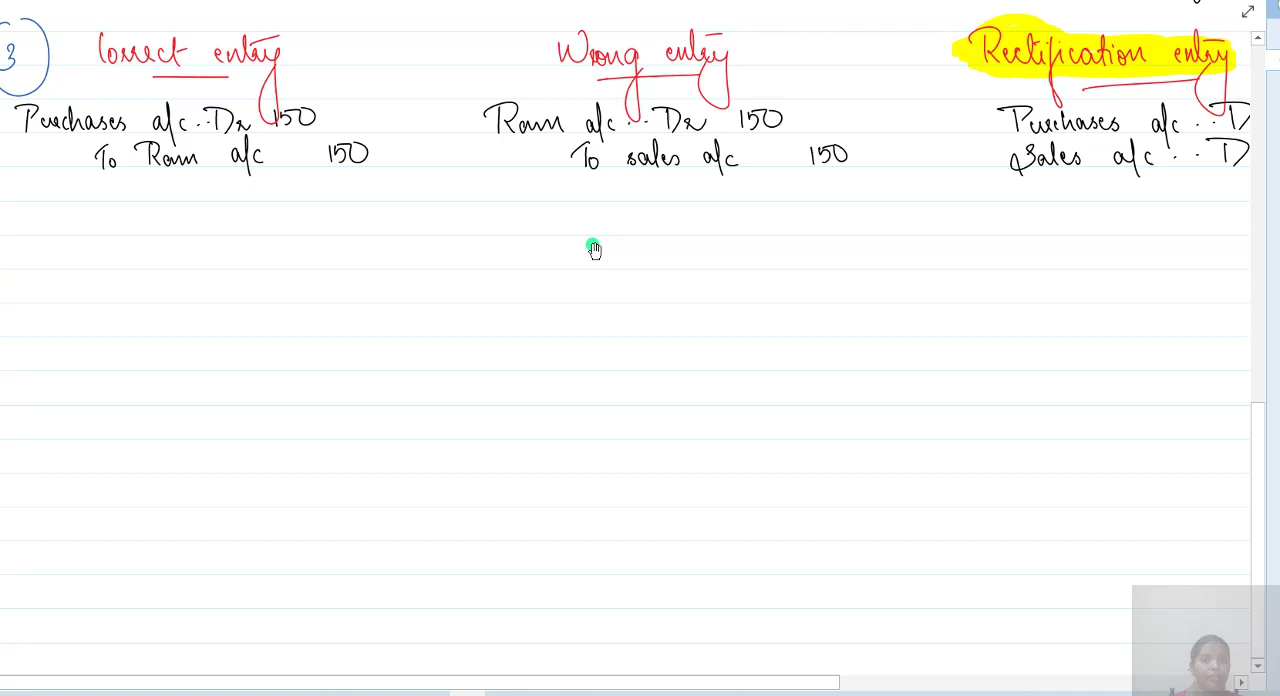 3 Correct entry Wrong entry Rectification entry
Purchases a/c ... Dr 150 Ram a/c ... Dr 150 Purchases a/c ... D
To Ram a/c 150 To sales a/c 150 Sales a/c ... D